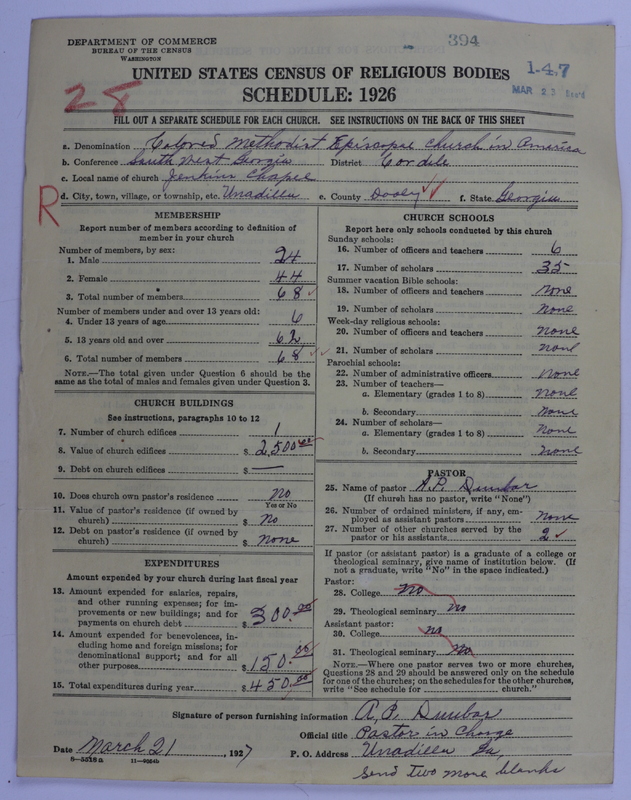 DEPARTMENT OF COMMERCE
BUREAU OF THE CENSUS
WASHINGTON
394
1-4.7
MAR 23 Rec'd
28
UNITED STATES CENSUS OF RELIGIOUS BODIES
SCHEDULE: 1926
FILL OUT A SEPARATE SCHEDULE FOR EACH CHURCH. SEE INSTRUCTIONS ON THE BACK OF THIS SHEET
a. Denomination Colored Methodist Episcopal Church in America
b. Conference South West Georgia District Cordele
c. Local name of church Jenkins Chapel
R
d. City, town, village, or township, etc. Unadilla e. County Dooly f. State Georgia
MEMBERSHIP
Report number of members according to definition of
member in your church
Number of members, by sex:
1. Male 24
2. Female 44
3. Total number of members 68
Number of members under and over 13 years old:
4. Under 13 years of age 6
5. 13 years old and over 62
6. Total number of members 68
NOTE.—The total given under Question 6 should be the
same as the total of males and females given under Question 3.
CHURCH BUILDINGS
See instructions, paragraphs 10 to 12
7. Number of church edifices 1
8. Value of church edifices $ 2,500.00
9. Debt on church edifices $ —
10. Does church own pastor's residence No
Yes or No
11. Value of pastor's residence (if owned by
church) $ No
12. Debt on pastor's residence (if owned by
church) $ None
EXPENDITURES
Amount expended by your church during last fiscal year
13. Amount expended for salaries, repairs,
and other running expenses; for im-
provements or new buildings; and for
payments on church debt $ 300.00
14. Amount expended for benevolences, in-
cluding home and foreign missions; for
denominational support; and for all
other purposes $ 150.00
15. Total expenditures during year $ 450.00
CHURCH SCHOOLS
Report here only schools conducted by this church
Sunday schools:
16. Number of officers and teachers 6
17. Number of scholars 35
Summer vacation Bible schools:
18. Number of officers and teachers none
19. Number of scholars none
Week-day religious schools:
20. Number of officers and teachers none
21. Number of scholars none
Parochial schools:
22. Number of administrative officers none
23. Number of teachers—
a. Elementary (grades 1 to 8) none
b. Secondary none
24. Number of scholars—
a. Elementary (grades 1 to 8) none
b. Secondary none
PASTOR
25. Name of pastor A.P. Dunbar
(If church has no pastor, write "None")
26. Number of ordained ministers, if any, em-
ployed as assistant pastors none
27. Number of other churches served by the
pastor or his assistants 2
If pastor (or assistant pastor) is a graduate of a college or
theological seminary, give name of institution below. (If
not a graduate, write "No" in the space indicated.)
Pastor:
28. College No
29. Theological seminary No
Assistant pastor:
30. College no
31. Theological seminary No
NOTE.—Where one pastor serves two or more churches,
Questions 28 and 29 should be answered only on the schedule
for one of the churches; on the schedules for the other churches,
write "See schedule for church."
Signature of person furnishing information A. P. Dunbar
Official title Pastor in Charge
Date March 21, 1927 P. O. Address Unadilla Ga,
8-5318a 11-9864b
Send two more blanks